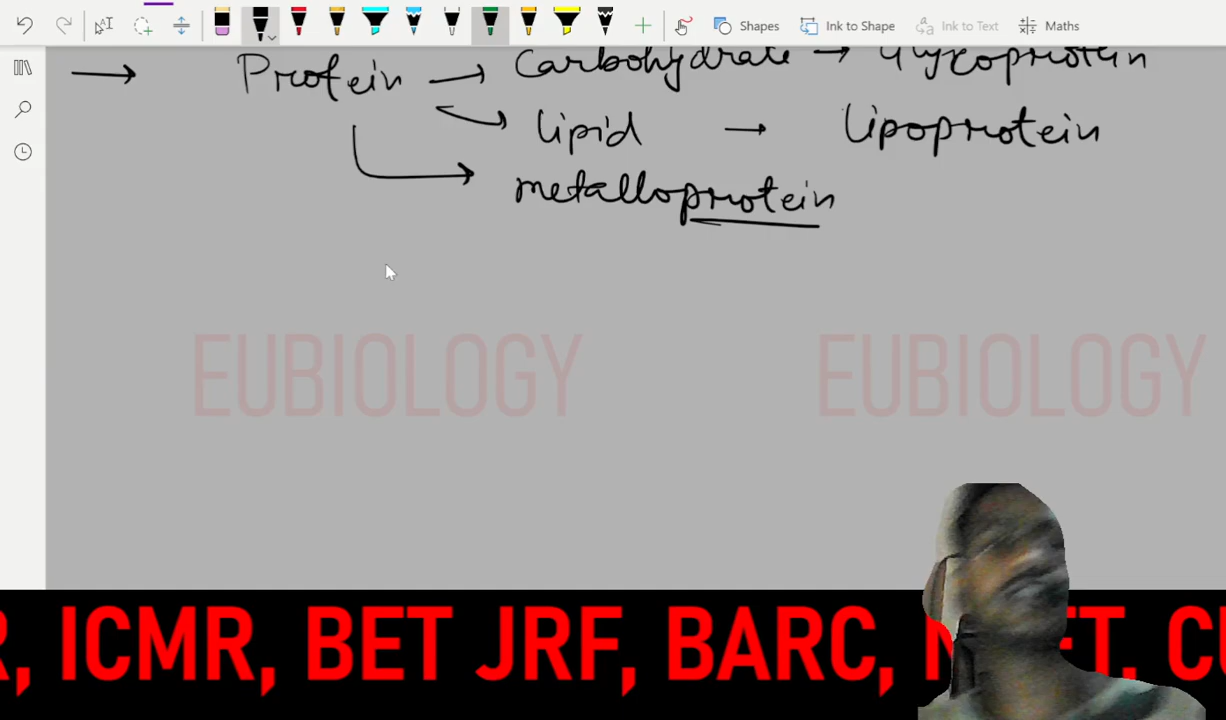 Shapes Ink to Shape Ink to Text Maths
→ Protein → Carbohydrate → Glycoprotein
→ lipid → Lipoprotein
→ metalloprotein
EUBIOLOGY EUBIOLOGY
R, ICMR, BET JRF, BARC,